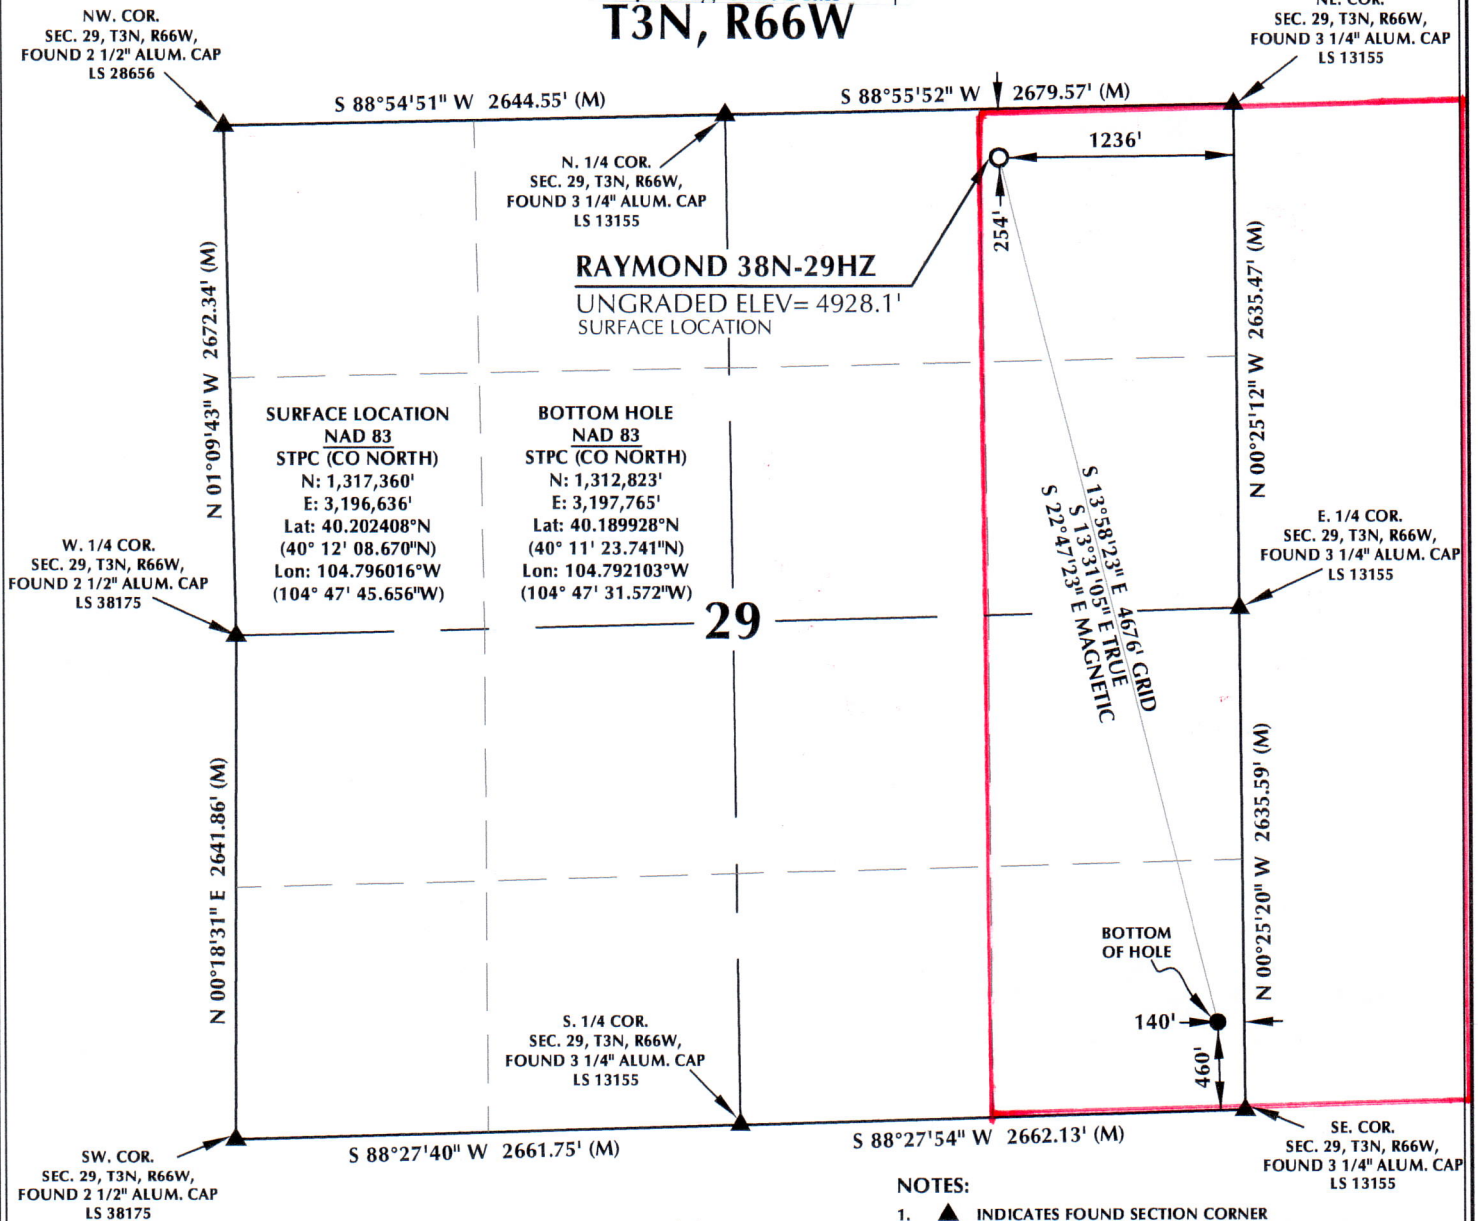 T3N, R66W
NW. COR.
SEC. 29, T3N, R66W,
FOUND 2 1/2" ALUM. CAP
LS 28656
NE. COR.
SEC. 29, T3N, R66W,
FOUND 3 1/4" ALUM. CAP
LS 13155
S 88°54'51" W 2644.55' (M)
S 88°55'52" W 2679.57' (M)
1236'
N. 1/4 COR.
SEC. 29, T3N, R66W,
FOUND 3 1/4" ALUM. CAP
LS 13155
254'
RAYMOND 38N-29HZ
UNGRADED ELEV= 4928.1'
SURFACE LOCATION
N 01°09'43" W 2672.34' (M)
N 00°25'12" W 2635.47' (M)
SURFACE LOCATION
NAD 83
STPC (CO NORTH)
N: 1,317,360'
E: 3,196,636'
Lat: 40.202408°N
(40° 12' 08.670"N)
Lon: 104.796016°W
(104° 47' 45.656"W)
BOTTOM HOLE
NAD 83
STPC (CO NORTH)
N: 1,312,823'
E: 3,197,765'
Lat: 40.189928°N
(40° 11' 23.741"N)
Lon: 104.792103°W
(104° 47' 31.572"W)
S 13°58'23" E 4676' GRID
S 13°31'05" E TRUE
S 22°47'23" E MAGNETIC
W. 1/4 COR.
SEC. 29, T3N, R66W,
FOUND 2 1/2" ALUM. CAP
LS 38175
E. 1/4 COR.
SEC. 29, T3N, R66W,
FOUND 3 1/4" ALUM. CAP
LS 13155
29
N 00°18'31" E 2641.86' (M)
N 00°25'20" W 2635.59' (M)
BOTTOM
OF HOLE
140'
460'
S. 1/4 COR.
SEC. 29, T3N, R66W,
FOUND 3 1/4" ALUM. CAP
LS 13155
S 88°27'40" W 2661.75' (M)
S 88°27'54" W 2662.13' (M)
SW. COR.
SEC. 29, T3N, R66W,
FOUND 2 1/2" ALUM. CAP
LS 38175
SE. COR.
SEC. 29, T3N, R66W,
FOUND 3 1/4" ALUM. CAP
LS 13155
NOTES:
1. ▲ INDICATES FOUND SECTION CORNER